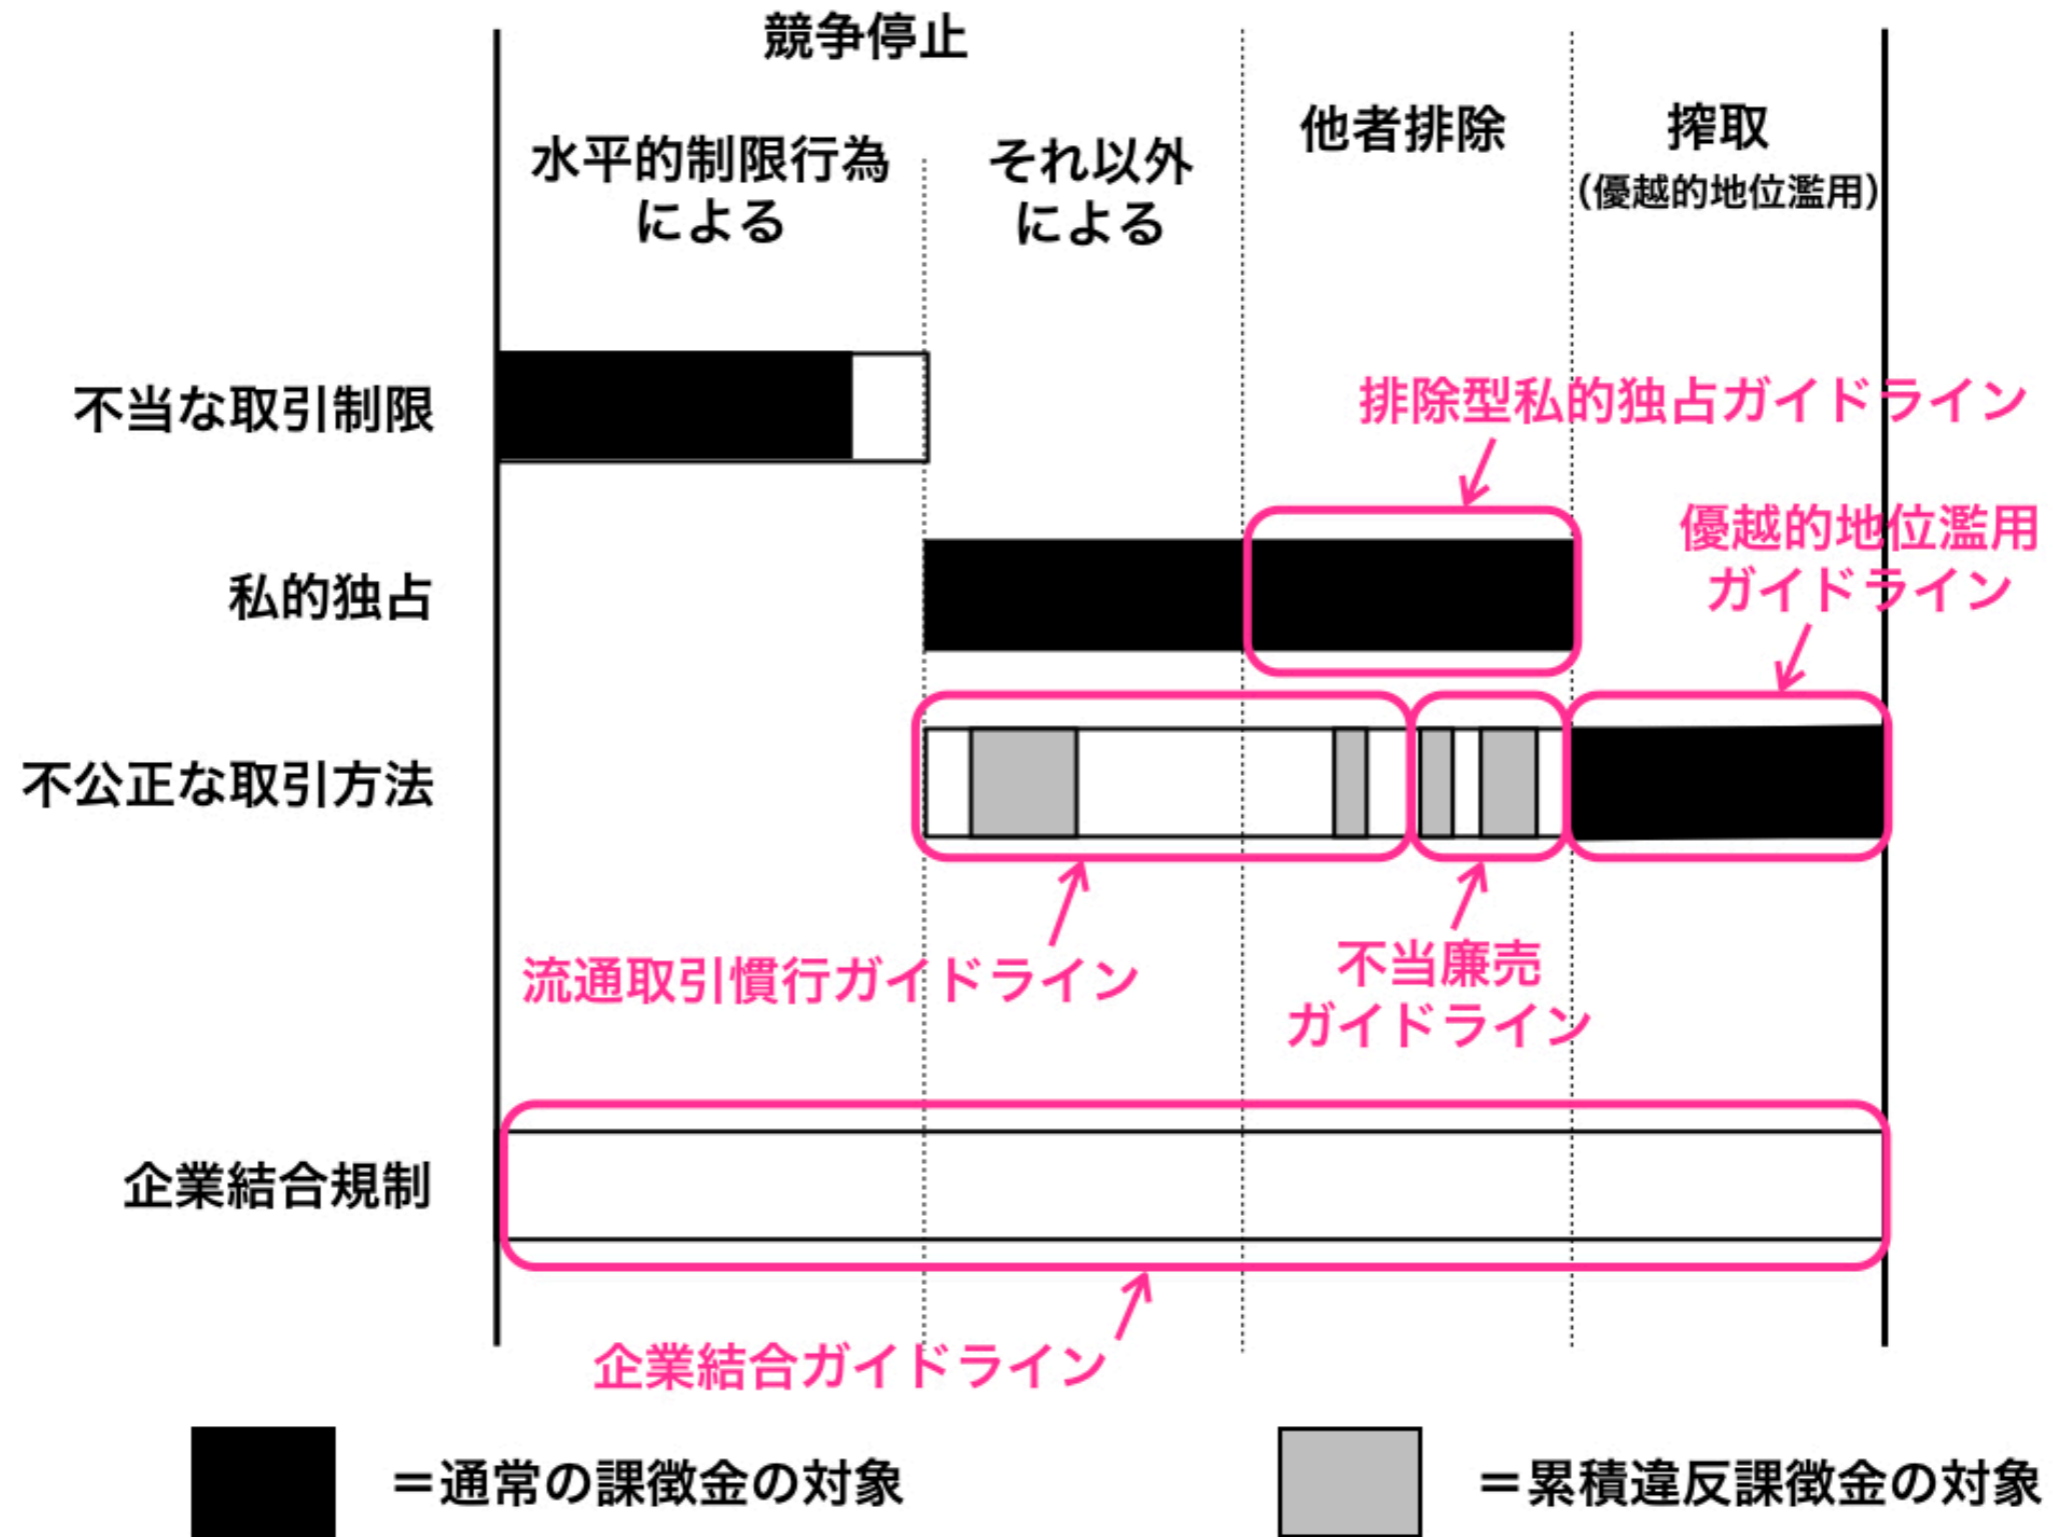 競争停止
水平的制限行為
による
それ以外
による
他者排除
搾取
(優越的地位濫用)
不当な取引制限
排除型私的独占ガイドライン
私的独占
優越的地位濫用
ガイドライン
不公正な取引方法
流通取引慣行ガイドライン
不当廉売
ガイドライン
企業結合規制
企業結合ガイドライン
＝通常の課徴金の対象
＝累積違反課徴金の対象